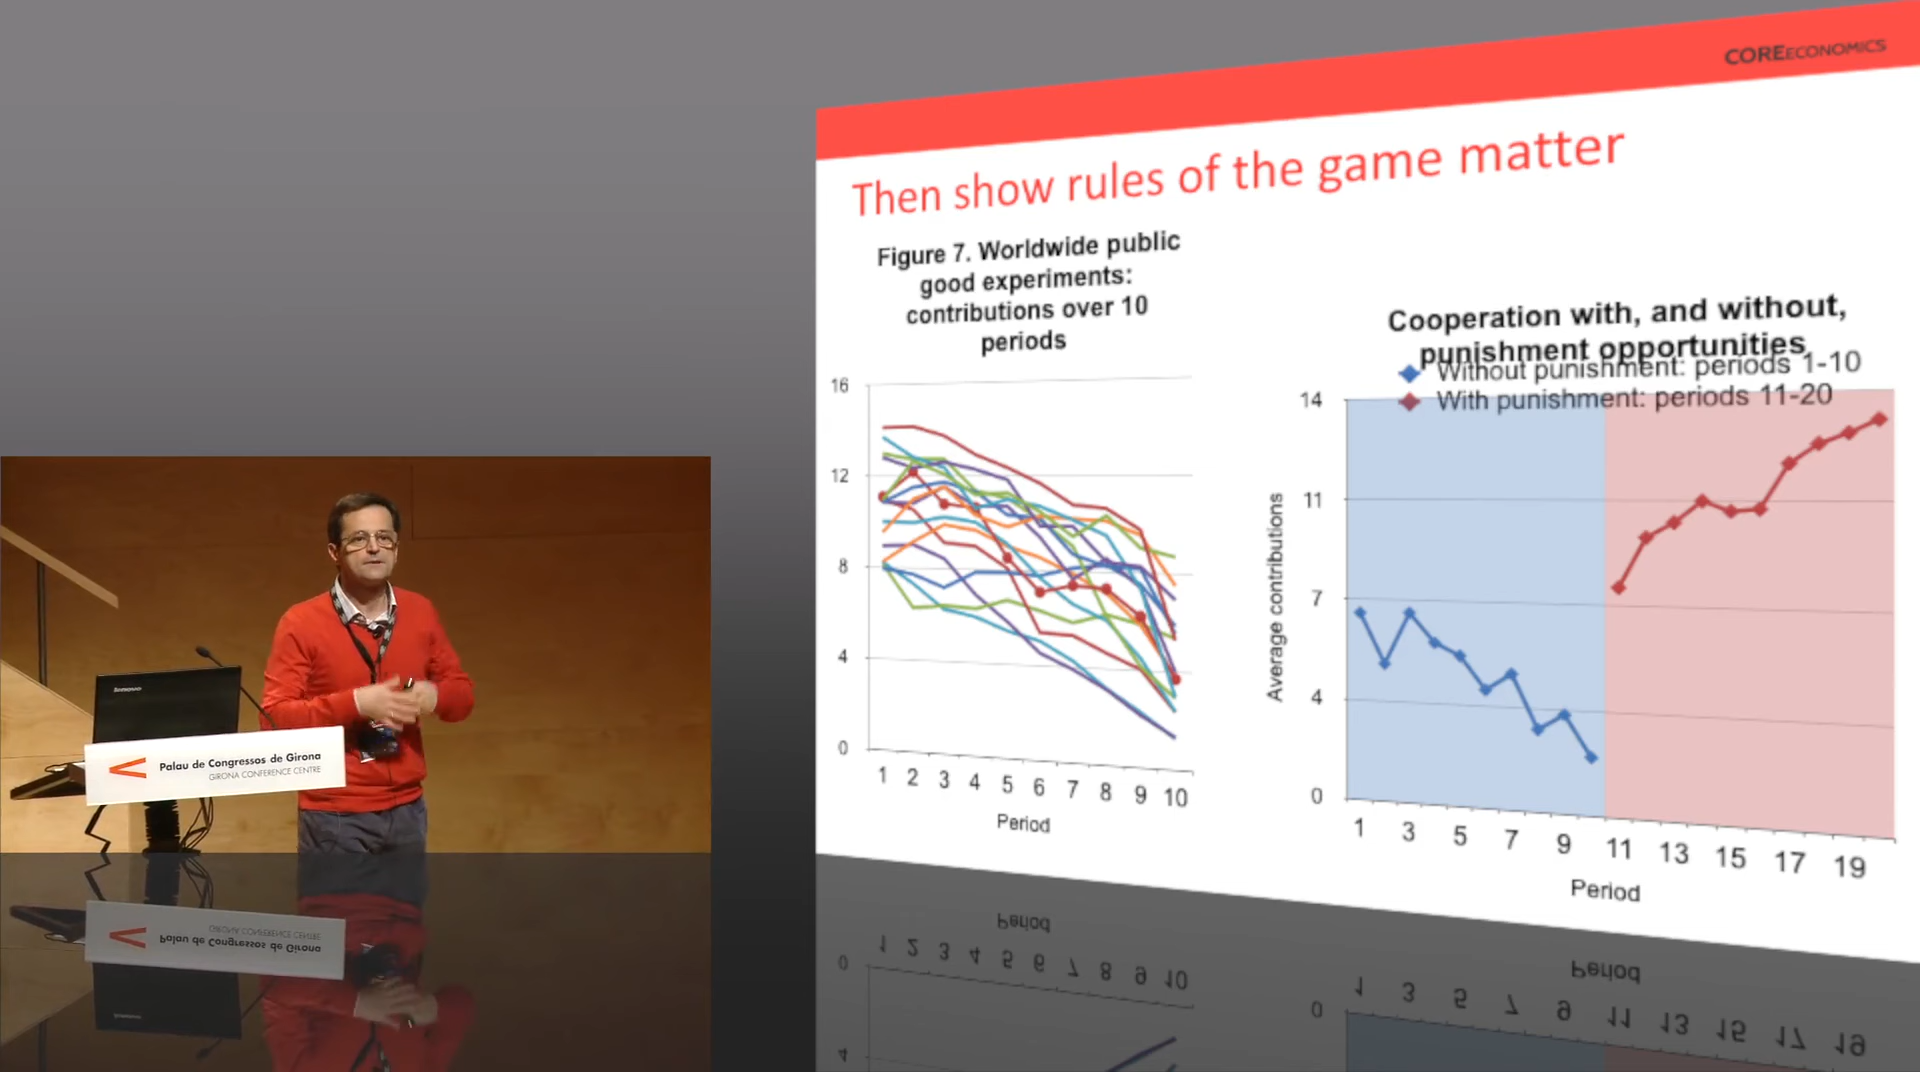 COREECONOMICS
Then show rules of the game matter
Figure 7. Worldwide public
good experiments:
contributions over 10
periods
16
12
8
4
0
1 2 3 4 5 6 7 8 9 10
Period
Cooperation with, and without,
punishment opportunities
Without punishment: periods 1-10
With punishment: periods 11-20
14
11
7
4
0
Average contributions
1 3 5 7 9 11 13 15 17 19
Period
Lenovo
Palau de Congressos de Girona
GIRONA CONFERENCE CENTRE